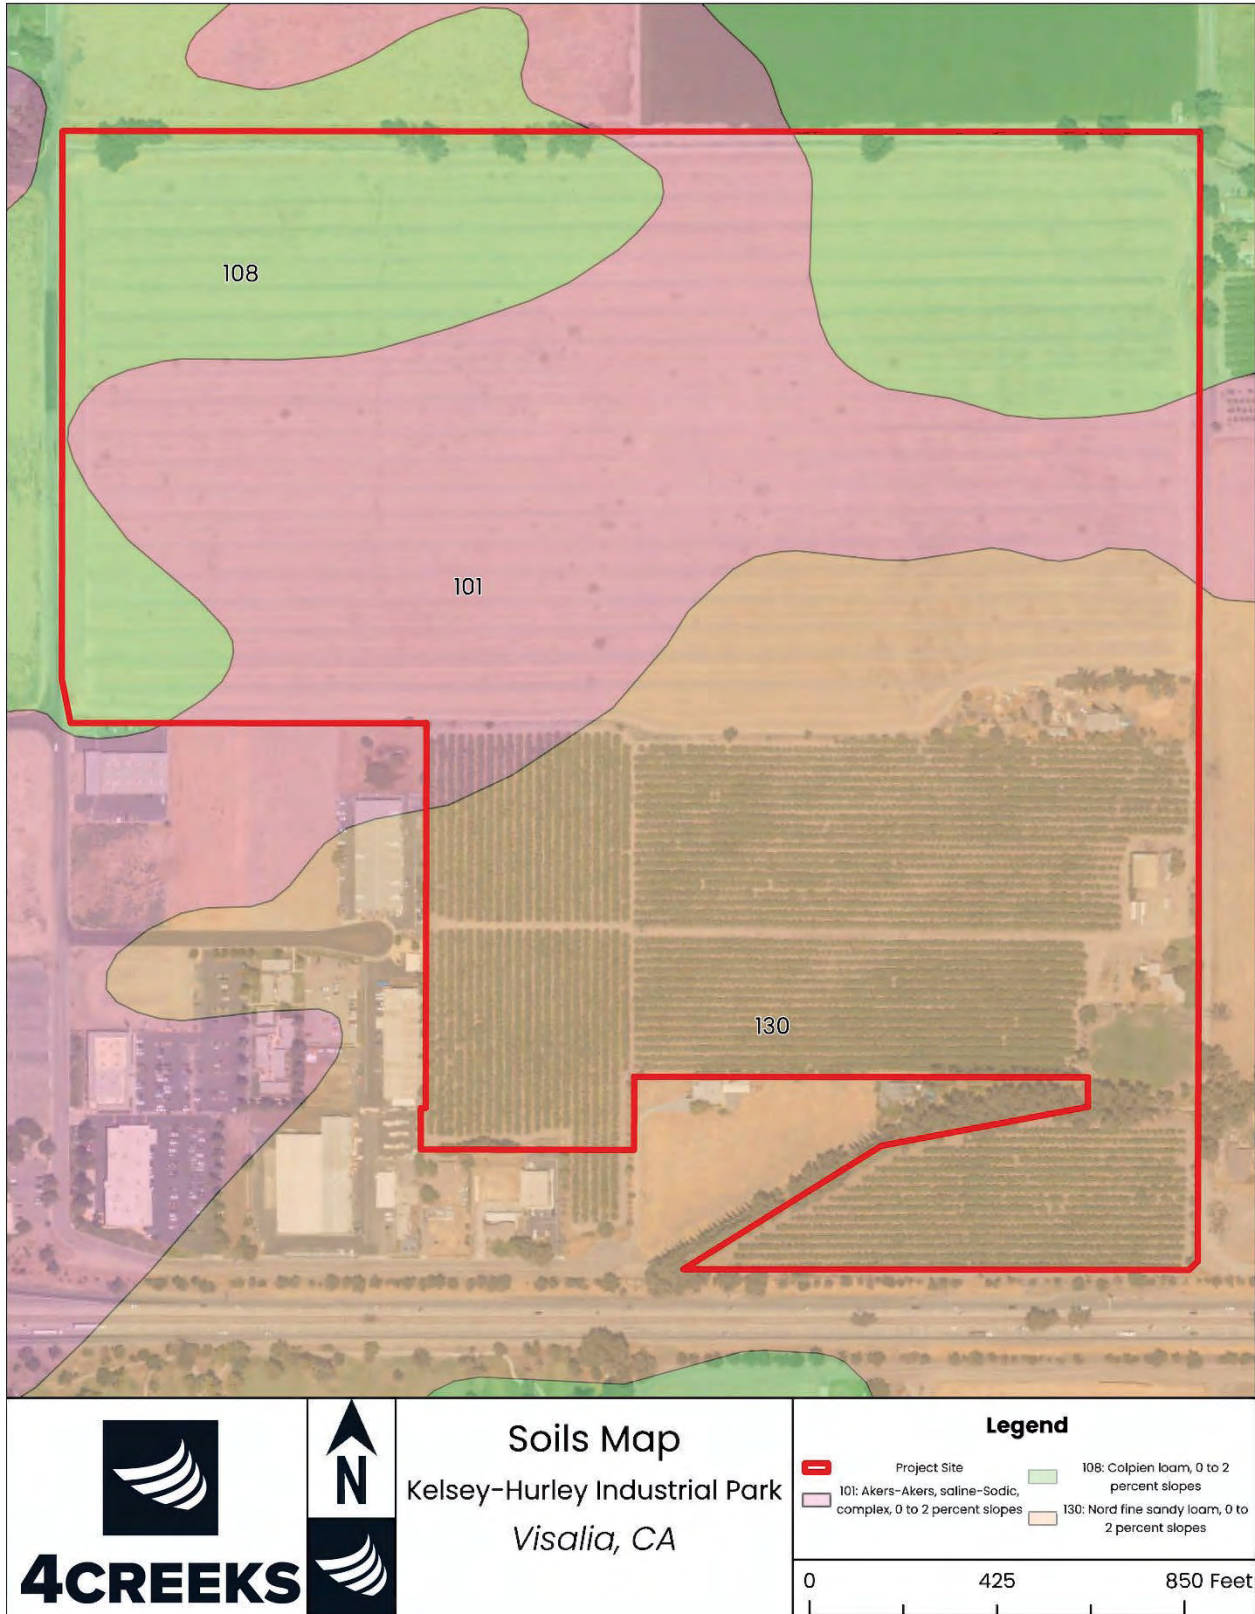 108
101
130
4CREEKS
N
Soils Map
Kelsey-Hurley Industrial Park
Visalia, CA
Legend
Project Site
101: Akers-Akers, saline-Sodic,
complex, 0 to 2 percent slopes
108: Colpien loam, 0 to 2
percent slopes
130: Nord fine sandy loam, 0 to
2 percent slopes
0 425 850 Feet